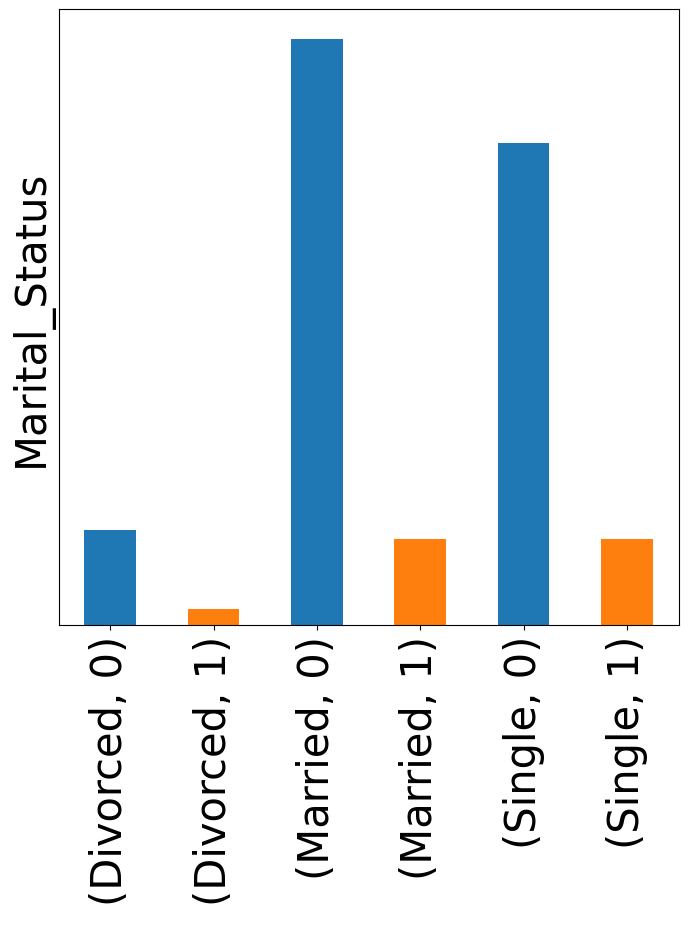 Marital_Status
(Divorced, 0)
(Divorced, 1)
(Married, 0)
(Married, 1)
(Single, 0)
(Single, 1)